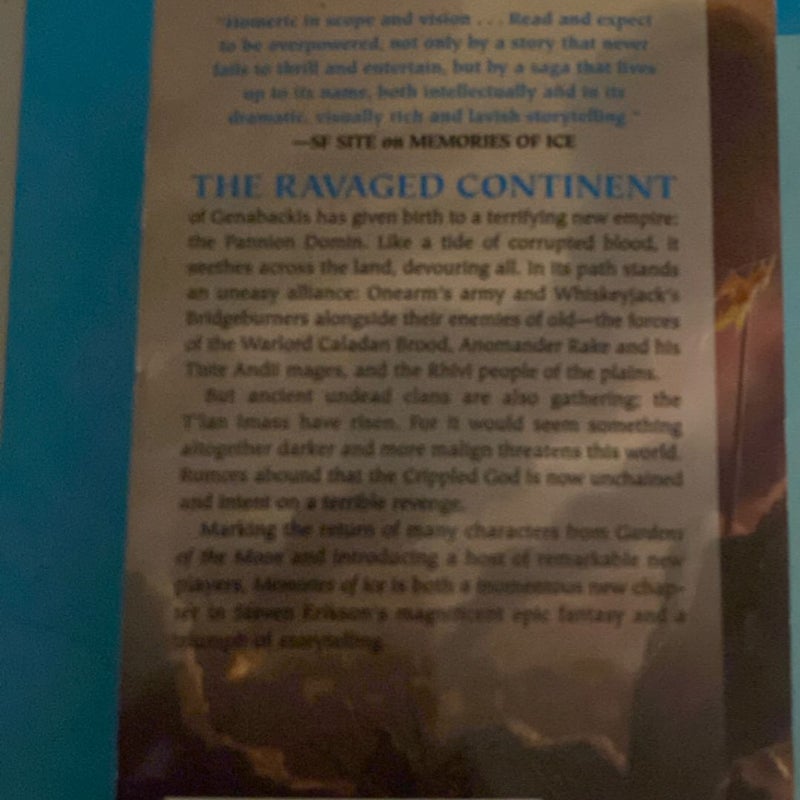 "Homeric in scope and vision . . . Read and expect
to be overpowered, not only by a story that never
fails to thrill and entertain, but by a saga that lives
up to its name, both intellectually and in its
dramatic, visually rich and lavish storytelling."
—SF SITE on MEMORIES OF ICE
THE RAVAGED CONTINENT
of Genabackis has given birth to a terrifying new empire:
the Pannion Domin. Like a tide of corrupted blood, it
seethes across the land, devouring all. In its path stands
an uneasy alliance: Onearm's army and Whiskeyjack's
Bridgeburners alongside their enemies of old—the forces
of the Warlord Caladan Brood, Anomander Rake and his
Tiste Andii mages, and the Rhivi people of the plains.
But ancient undead clans are also gathering; the
T'lan Imass have risen. For it would seem something
altogether darker and more malign threatens this world.
Rumors abound that the Crippled God is now unchained
and intent on a terrible revenge.
Marking the return of many characters from Gardens
of the Moon and introducing a host of remarkable new
players, Memories of Ice is both a momentous new chap-
ter in Steven Erikson's magnificent epic fantasy and a
triumph of storytelling.